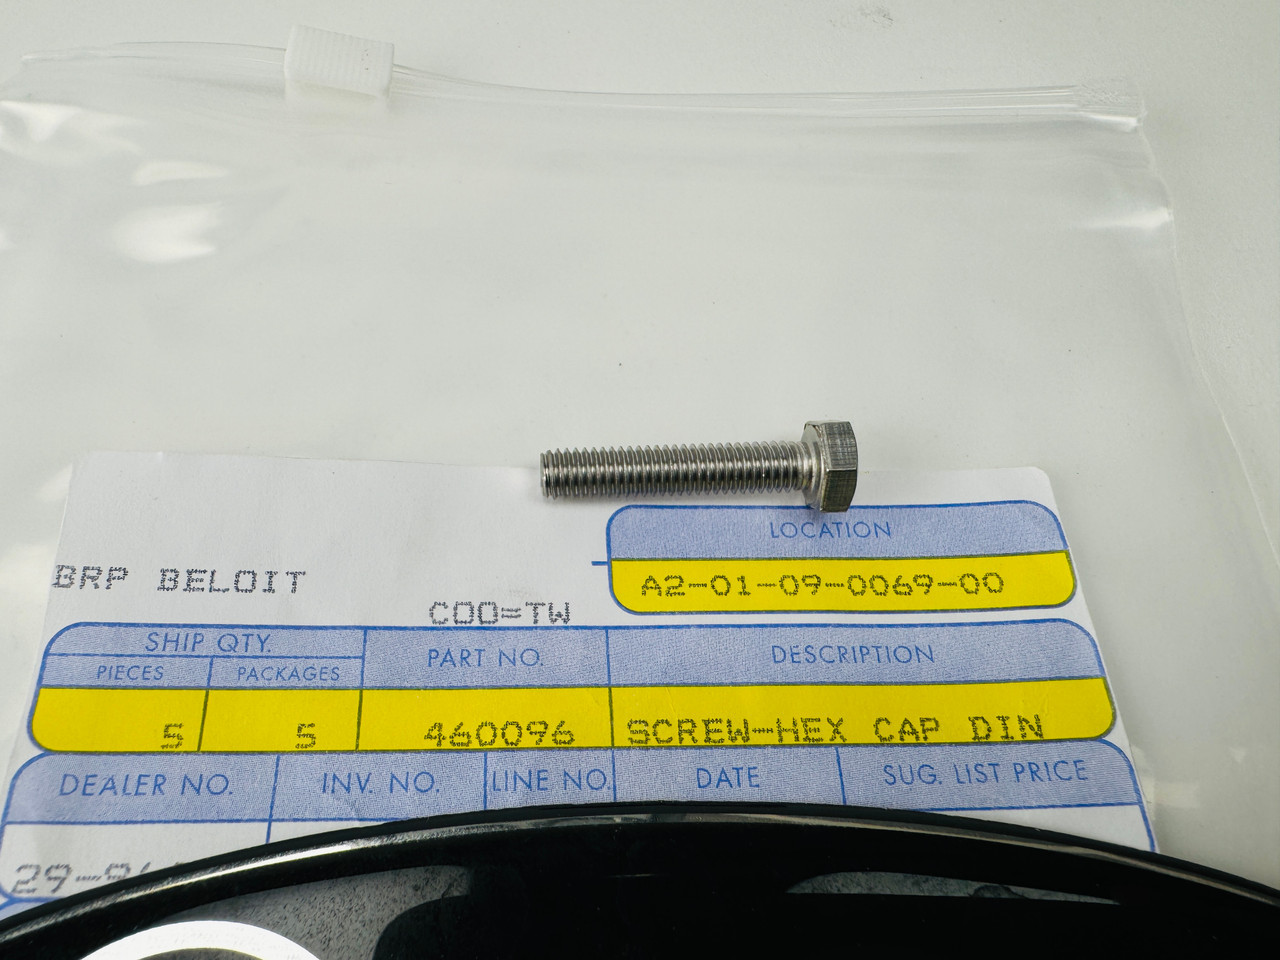 LOCATION
A2-01-09-0069-00
BRP BELOIT
COO=TW
SHIP QTY.
PIECES PACKAGES PART NO. DESCRIPTION
5 5 460096 SCREW-HEX CAP DIN
DEALER NO. INV. NO. LINE NO. DATE SUG. LIST PRICE